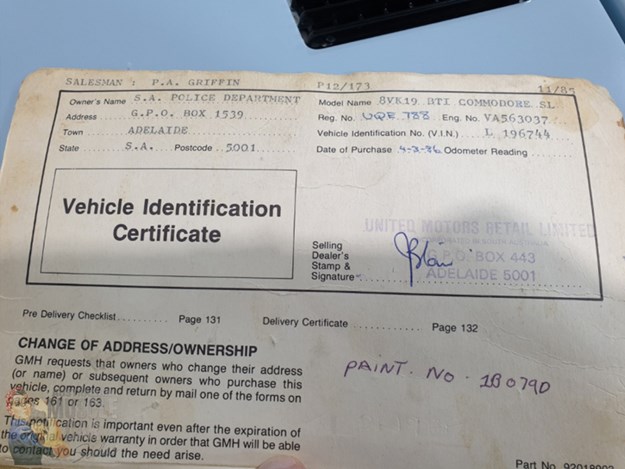 SALESMAN : P.A. GRIFFIN P12/173 11/85
Owner's Name S.A. POLICE DEPARTMENT
Address G.P.O. BOX 1539
Town ADELAIDE
State S.A. Postcode 5001
Model Name 8VK19 BTI COMMODORE SL
Reg. No. UQE 788 Eng. No. VA563037
Vehicle Identification No. (V.I.N.) L 196744
Date of Purchase 4-2-86 Odometer Reading
Vehicle Identification
Certificate
Selling
Dealer's
Stamp &
Signature
UNITED MOTORS RETAIL LIMITED
G.P.O. BOX 443
ADELAIDE 5001
Pre Delivery Checklist Page 131 Delivery Certificate Page 132
CHANGE OF ADDRESS/OWNERSHIP
GMH requests that owners who change their address
(or name) or subsequent owners who purchase this
vehicle, complete and return by mail one of the forms on
pages 161 or 163.
This notification is important even after the expiration of
the original vehicle warranty in order that GMH will be able
to contact you should the need arise.
PAINT. NO. 1B079D
Part No. 92018002